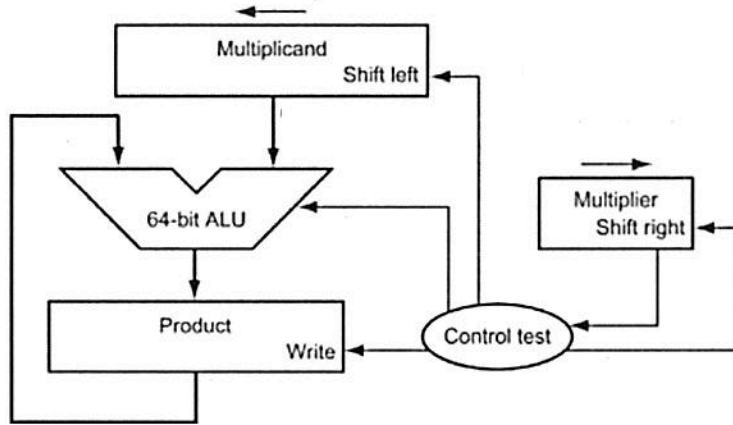 Multiplicand
Shift left
64-bit ALU
Multiplier
Shift right
Product
Write
Control test